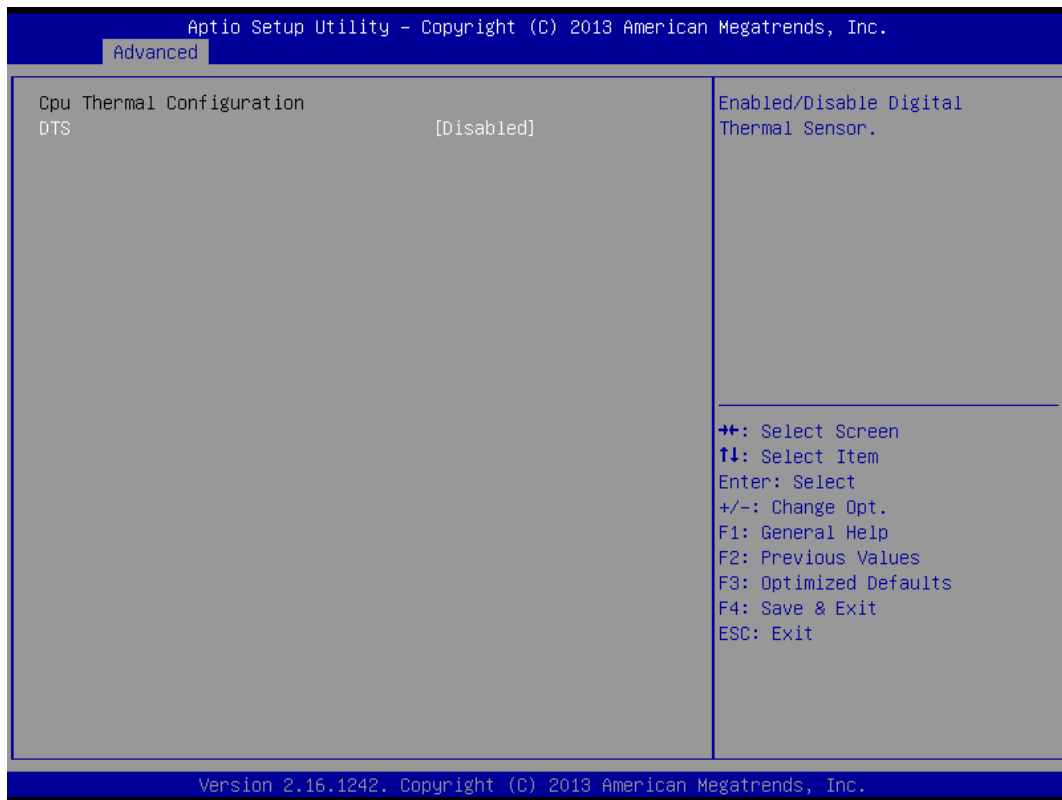 Aptio Setup Utility – Copyright (C) 2013 American Megatrends, Inc.
Advanced
Cpu Thermal Configuration
DTS [Disabled]
Enabled/Disable Digital
Thermal Sensor.
→←: Select Screen
↑↓: Select Item
Enter: Select
+/-: Change Opt.
F1: General Help
F2: Previous Values
F3: Optimized Defaults
F4: Save & Exit
ESC: Exit
Version 2.16.1242. Copyright (C) 2013 American Megatrends, Inc.